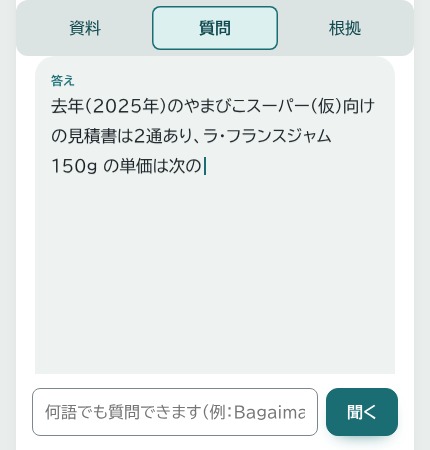 資料
質問
根拠
答え
去年(2025年)のやまびこスーパー(仮)向け
の見積書は2通あり、ラ・フランスジャム
150g の単価は次の
何語でも質問できます(例:Bagaima
聞く